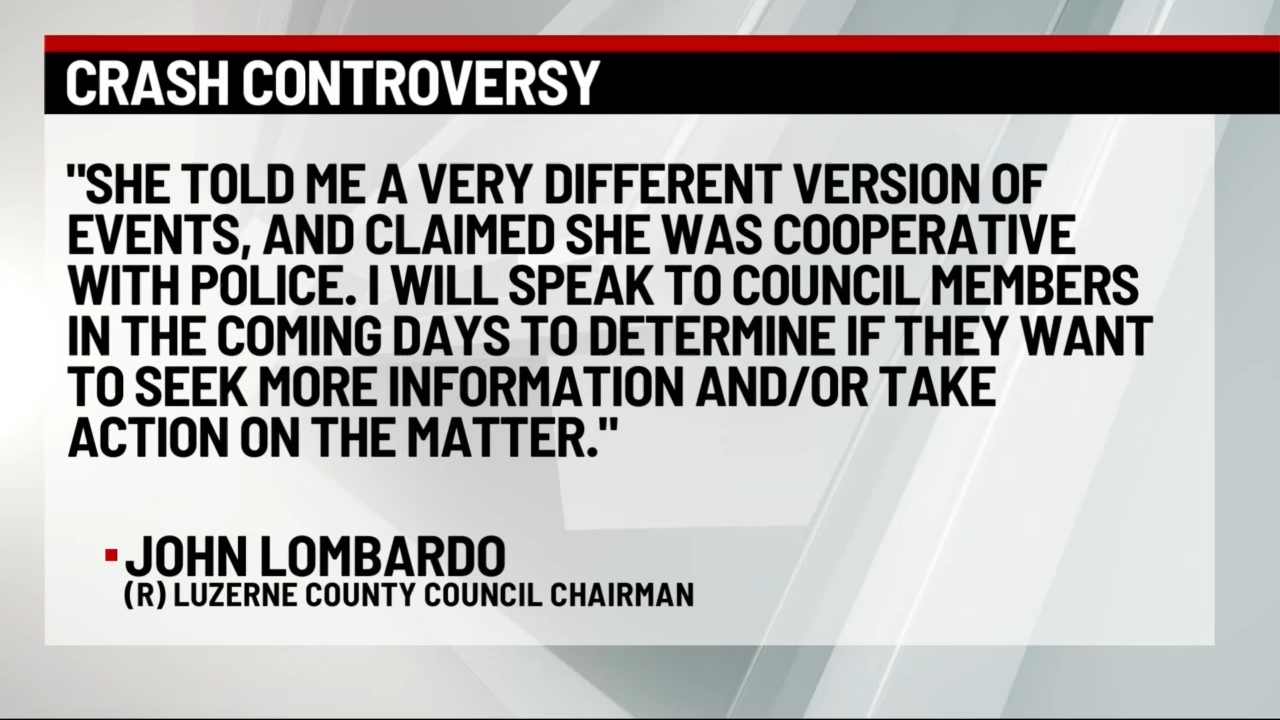 CRASH CONTROVERSY
"SHE TOLD ME A VERY DIFFERENT VERSION OF
EVENTS, AND CLAIMED SHE WAS COOPERATIVE
WITH POLICE. I WILL SPEAK TO COUNCIL MEMBERS
IN THE COMING DAYS TO DETERMINE IF THEY WANT
TO SEEK MORE INFORMATION AND/OR TAKE
ACTION ON THE MATTER."
JOHN LOMBARDO
(R) LUZERNE COUNTY COUNCIL CHAIRMAN